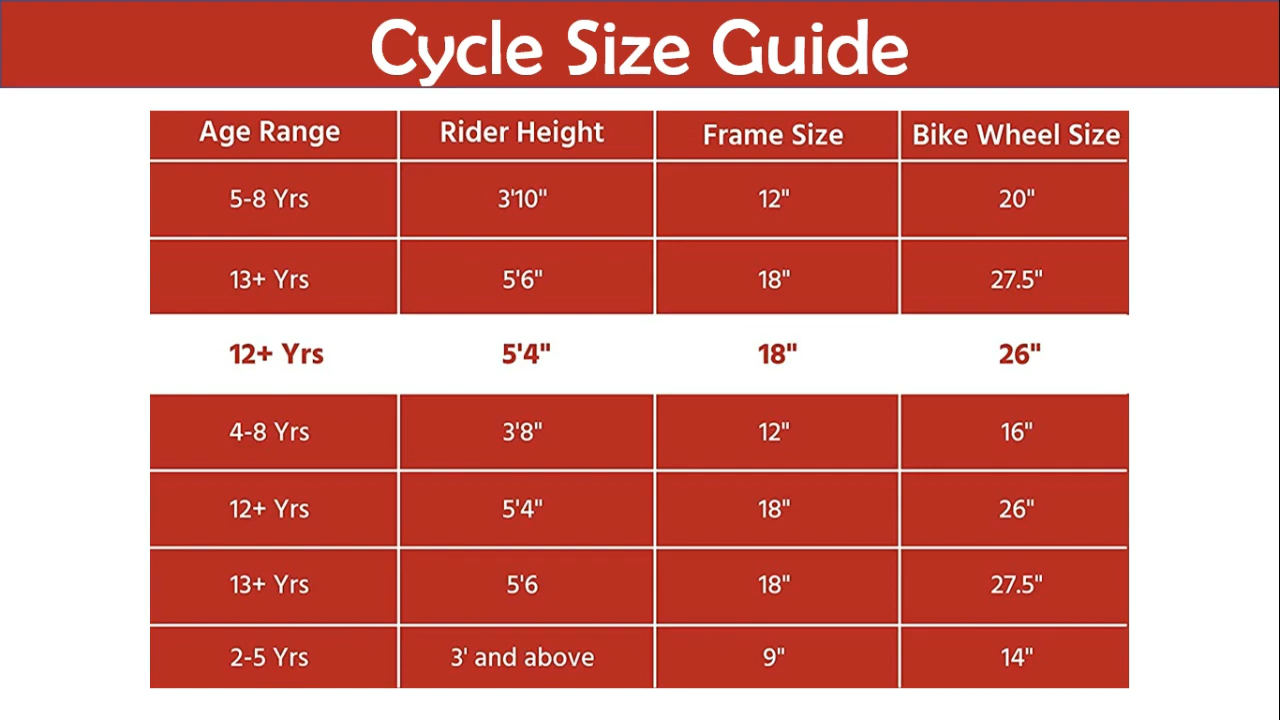 Cycle Size Guide
Age Range Rider Height Frame Size Bike Wheel Size
5-8 Yrs 3'10" 12" 20"
13+ Yrs 5'6" 18" 27.5"
12+ Yrs 5'4" 18" 26"
4-8 Yrs 3'8" 12" 16"
12+ Yrs 5'4" 18" 26"
13+ Yrs 5'6 18" 27.5"
2-5 Yrs 3' and above 9" 14"